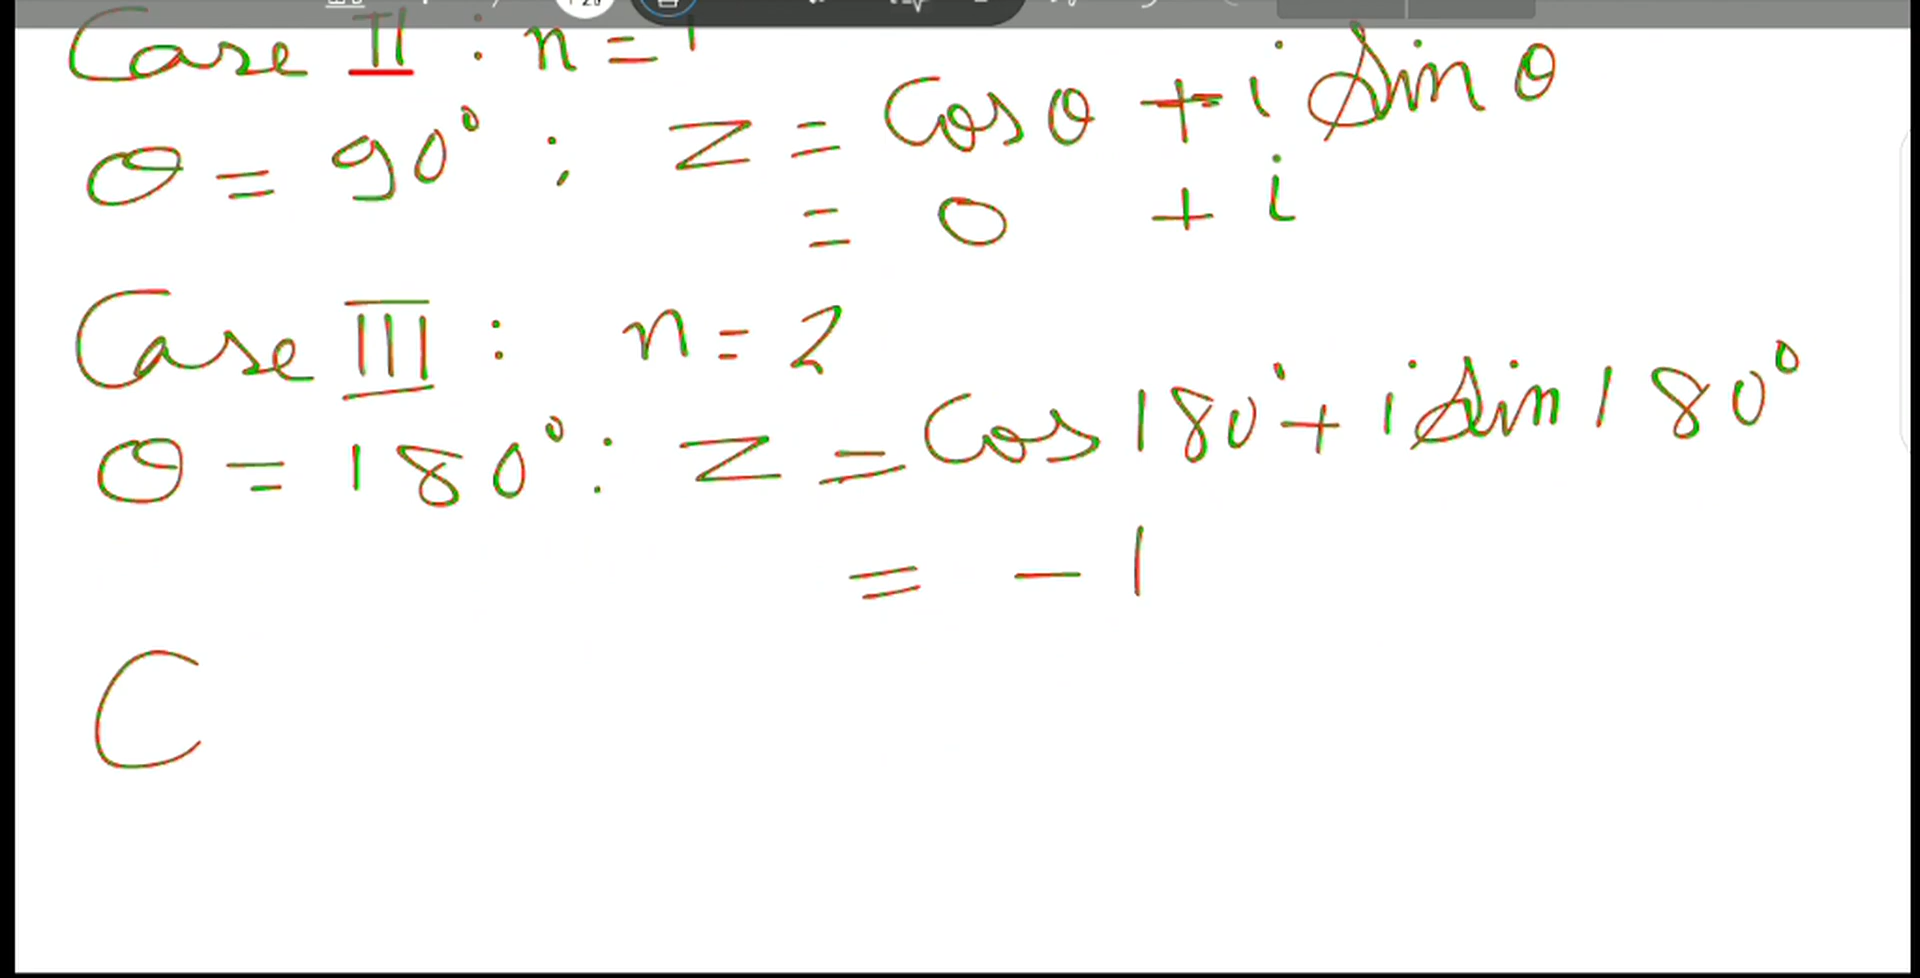 Case II : n = 1
θ = 90° ; z = Cos θ + i Sin θ
= 0 + i
Case III : n = 2
θ = 180° : z = Cos 180° + i Sin 180°
= - 1
C